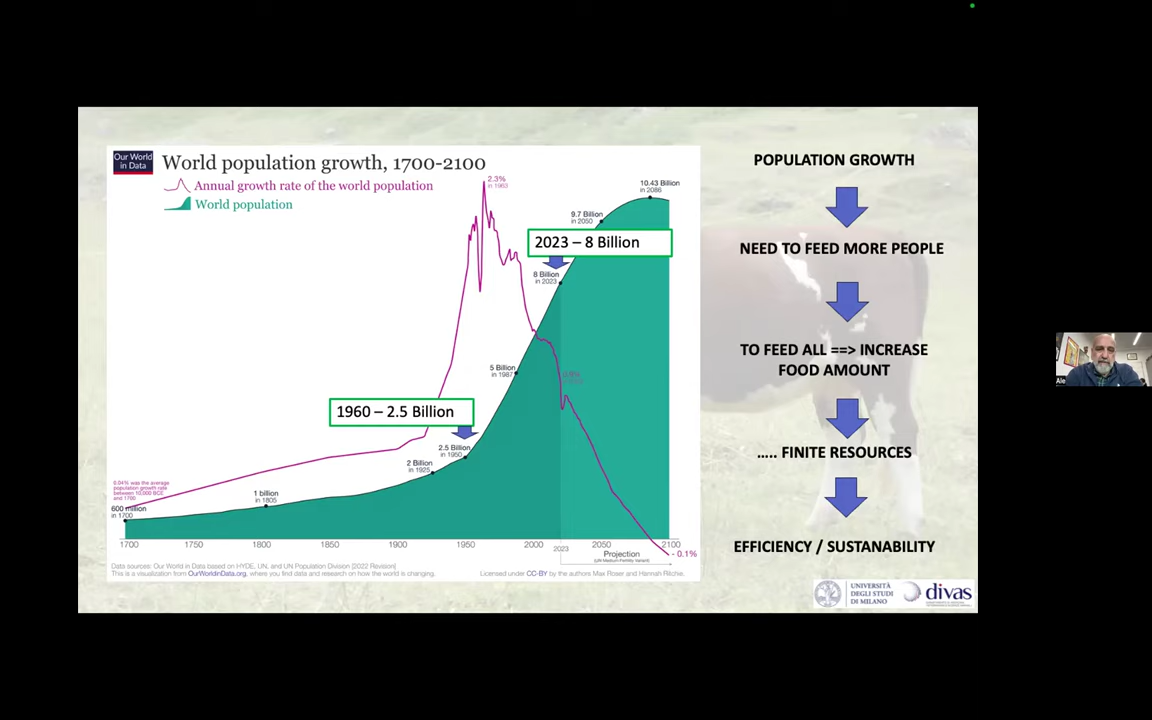 Our World
in Data
World population growth, 1700-2100
Annual growth rate of the world population
World population
2.3%
in 1963
10.43 Billion
in 2086
9.7 Billion
in 2050
2023 – 8 Billion
8 Billion
in 2023
5 Billion
in 1987
1960 – 2.5 Billion
2.5 Billion
in 1950
2 Billion
in 1925
0.04% was the average
population growth rate
between 10,000 BCE
and 1700
1 billion
in 1805
600 million
in 1700
1700
1750
1800
1850
1900
1950
2000
2023
2050
2100
- 0.1%
Projection
(UN Medium Fertility Variant)
Data sources: Our World in Data based on HYDE, UN, and UN Population Division [2022 Revision]
This is a visualization from OurWorldinData.org, where you find data and research on how the world is changing.
Licensed under CC-BY by the authors Max Roser and Hannah Ritchie.
POPULATION GROWTH
NEED TO FEED MORE PEOPLE
TO FEED ALL ==> INCREASE
FOOD AMOUNT
..... FINITE RESOURCES
EFFICIENCY / SUSTANABILITY
UNIVERSITÀ
DEGLI STUDI
DI MILANO
divas
Ale